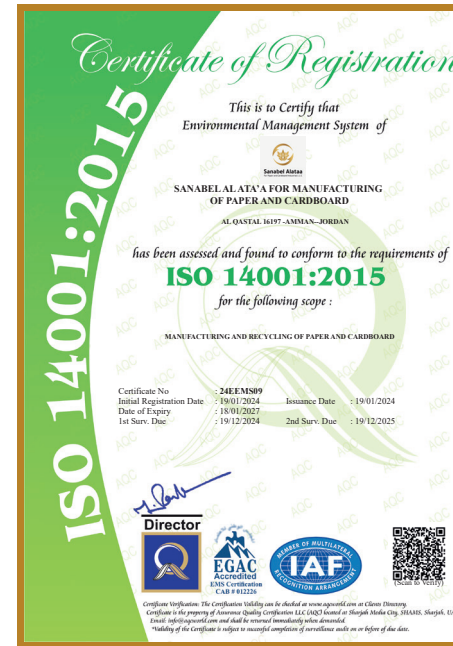 Certificate of Registration
ISO 14001:2015
This is to Certify that
Environmental Management System of
Sanabel Alataa
SANABEL AL ATA'A FOR MANUFACTURING
OF PAPER AND CARDBOARD
AL QASTAL 16197 -AMMAN--JORDAN
has been assessed and found to conform to the requirements of
ISO 14001:2015
for the following scope :
MANUFACTURING AND RECYCLING OF PAPER AND CARDBOARD
Certificate No : 24EEMS09
Initial Registration Date : 19/01/2024 Issuance Date : 19/01/2024
Date of Expiry : 18/01/2027
1st Surv. Due : 19/12/2024 2nd Surv. Due : 19/12/2025
Director
EGAC
Accredited
EMS Certification
CAB # 012226
MEMBER OF MULTILATERAL
IAF
RECOGNITION ARRANGEMENT
(Scan to Verify)
Certificate Verification: The Certification Validity can be checked at www.aqcworld.com at Clients Directory.
Certificate is the property of Assurance Quality Certification LLC (AQC) located at Sharjah Media City, SHAMS, Sharjah,
Email: info@aqcworld.com and shall be returned immediately when demanded.
*Validity of the Certificate is subject to successful completion of surveillance audit on or before of due date.